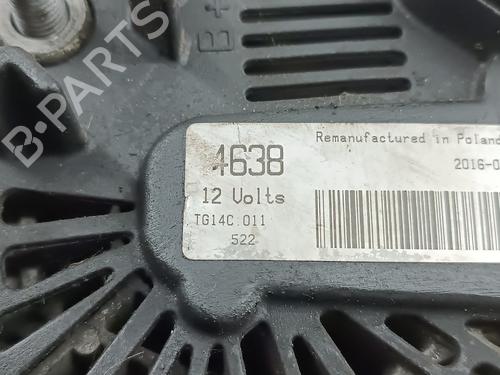 B+
B-PARTS
4638
Remanufactured in Poland
12 Volts
2016-0
TG14C.011
522